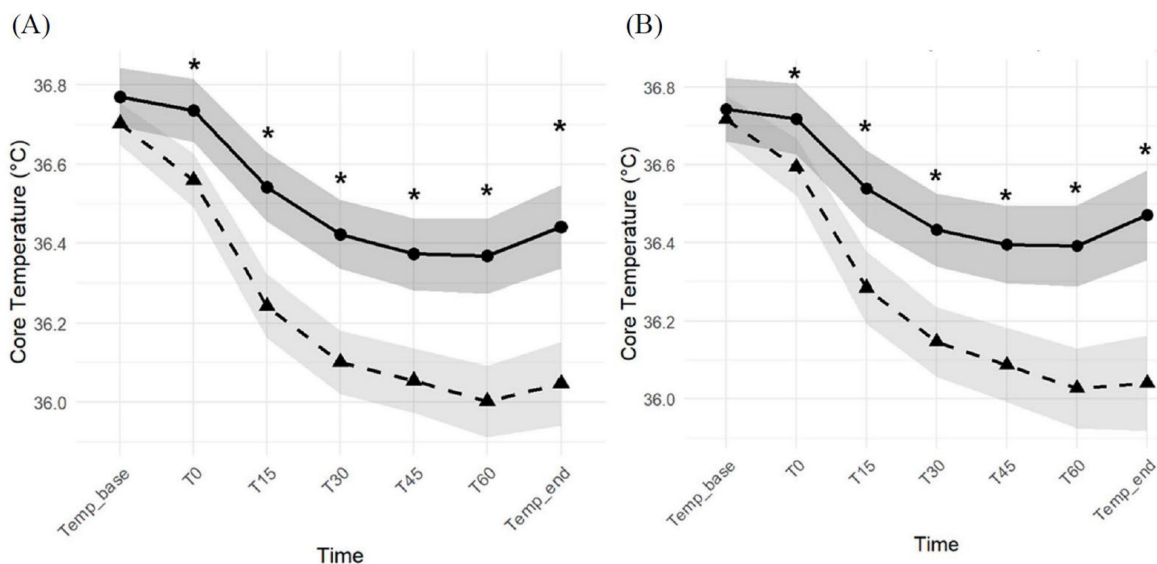 (A)
Core Temperature (°C)
36.8
36.6
36.4
36.2
36.0
*
*
*
*
*
*
*
Temp_base
T0
T15
T30
T45
T60
Temp_end
Time
(B)
Core Temperature (°C)
36.8
36.6
36.4
36.2
36.0
*
*
*
*
*
*
*
Temp_base
T0
T15
T30
T45
T60
Temp_end
Time